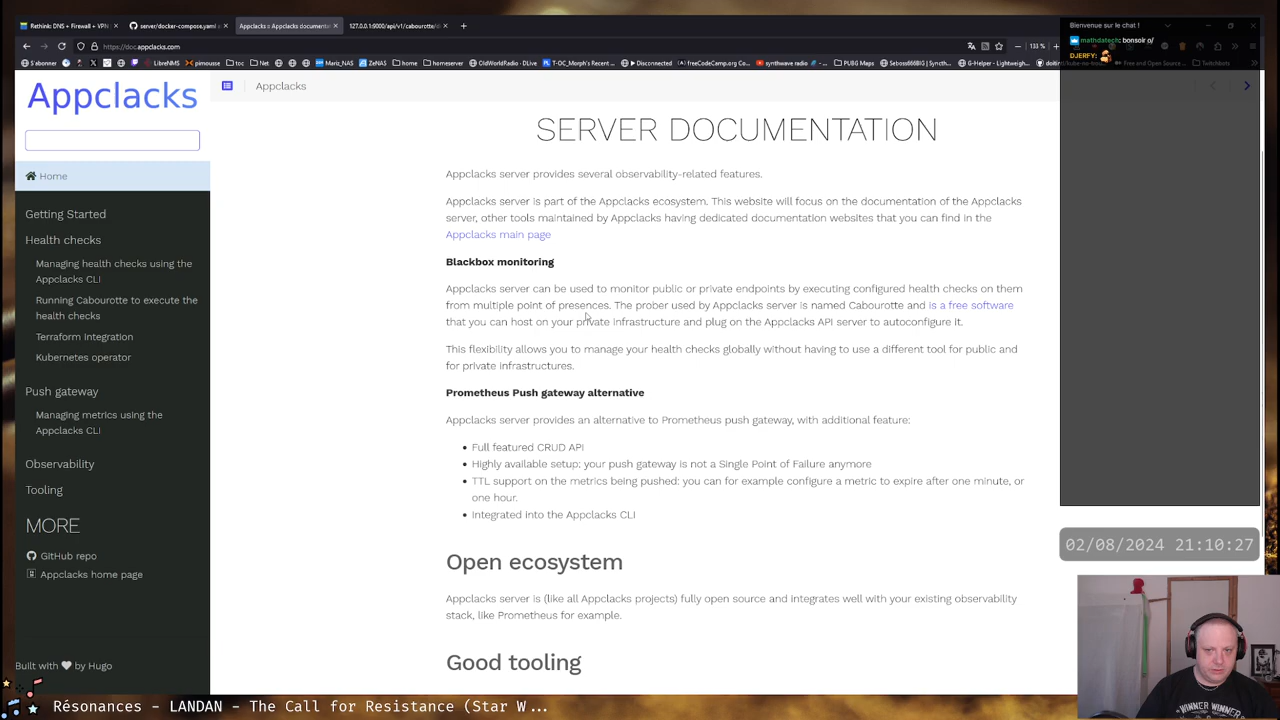 Rethink: DNS + Firewall + VPN
server/docker-compose.yaml
Appclacks :: Appclacks documenta
127.0.0.1:9000/api/v1/cabourotte/
https://doc.appclacks.com
133 %
Bienvenue sur le chat !
mathdatech: bonsoir o/
DJERFY:
S'abonner
LibreNMS
pimousse
toc
Net
Mariz_NAS
ZeNAS
home
homserver
OldWorldRadio - DLive
T-OC_Morph's Recent ...
(1) Discord
freeCodeCamp.org Cou...
synthwave radio
PUBG Maps
Seboss666BIG (Synchr...
G-Helper - Lightweigh...
Free and Open Source ...
Twitchbots
Appclacks
Appclacks
Home
Getting Started
Health checks
Managing health checks using the
Appclacks CLI
Running Cabourotte to execute the
health checks
Terraform Integration
Kubernetes operator
Push gateway
Managing metrics using the
Appclacks CLI
Observability
Tooling
MORE
GitHub repo
Appclacks home page
Built with ❤ by Hugo
SERVER DOCUMENTATION
Appclacks server provides several observability-related features.
Appclacks server is part of the Appclacks ecosystem. This website will focus on the documentation of the Appclacks
server, other tools maintained by Appclacks having dedicated documentation websites that you can find in the
Appclacks main page
Blackbox monitoring
Appclacks server can be used to monitor public or private endpoints by executing configured health checks on them
from multiple point of presences. The prober used by Appclacks server is named Cabourotte and is a free software
that you can host on your private infrastructure and plug on the Appclacks API server to autoconfigure it.
This flexibility allows you to manage your health checks globally without having to use a different tool for public and
for private infrastructures.
Prometheus Push gateway alternative
Appclacks server provides an alternative to Prometheus push gateway, with additional feature:
Full featured CRUD API
Highly available setup: your push gateway is not a Single Point of Failure anymore
TTL support on the metrics being pushed: you can for example configure a metric to expire after one minute, or
one hour.
Integrated into the Appclacks CLI
Open ecosystem
Appclacks server is (like all Appclacks projects) fully open source and integrates well with your existing observability
stack, like Prometheus for example.
Good tooling
02/08/2024 21:10:27
WINNER WINNER
Résonances - LANDAN - The Call for Resistance (Star W...